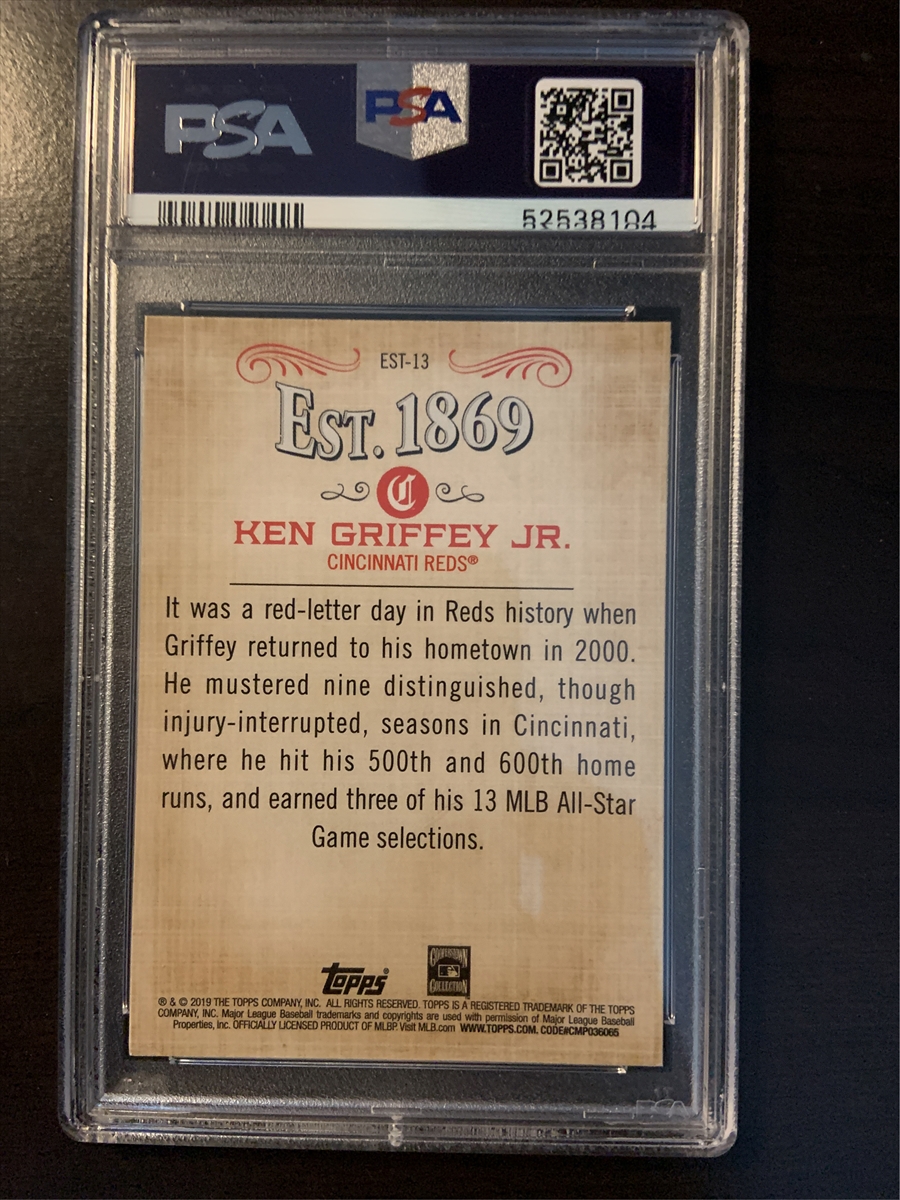 PSA
PSA
52538104
EST-13
EST. 1869
C
KEN GRIFFEY JR.
CINCINNATI REDS®
It was a red-letter day in Reds history when
Griffey returned to his hometown in 2000.
He mustered nine distinguished, though
injury-interrupted, seasons in Cincinnati,
where he hit his 500th and 600th home
runs, and earned three of his 13 MLB All-Star
Game selections.
topps®
COOPERSTOWN
COLLECTION
® & © 2019 THE TOPPS COMPANY, INC. ALL RIGHTS RESERVED. TOPPS IS A REGISTERED TRADEMARK OF THE TOPPS
COMPANY, INC. Major League Baseball trademarks and copyrights are used with permission of Major League Baseball
Properties, Inc. OFFICIALLY LICENSED PRODUCT OF MLBP. Visit MLB.com WWW.TOPPS.COM. CODE#CMP036065
PSA